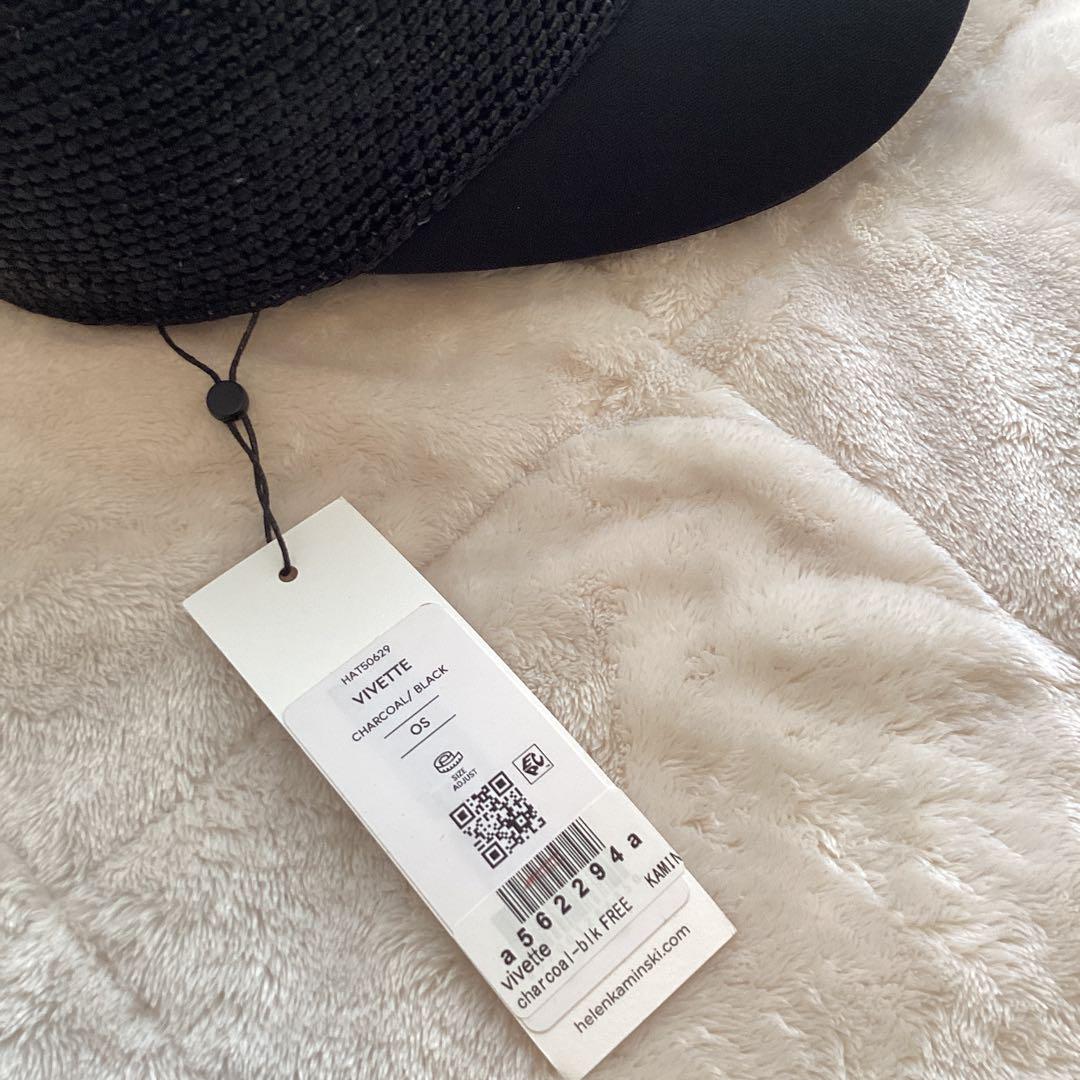 HAT50629
VIVETTE
CHARCOAL/ BLACK
OS
SIZE
ADJUST
a562294a
vivette
KAMIN
charcoal-blk FREE
helenkaminski.com